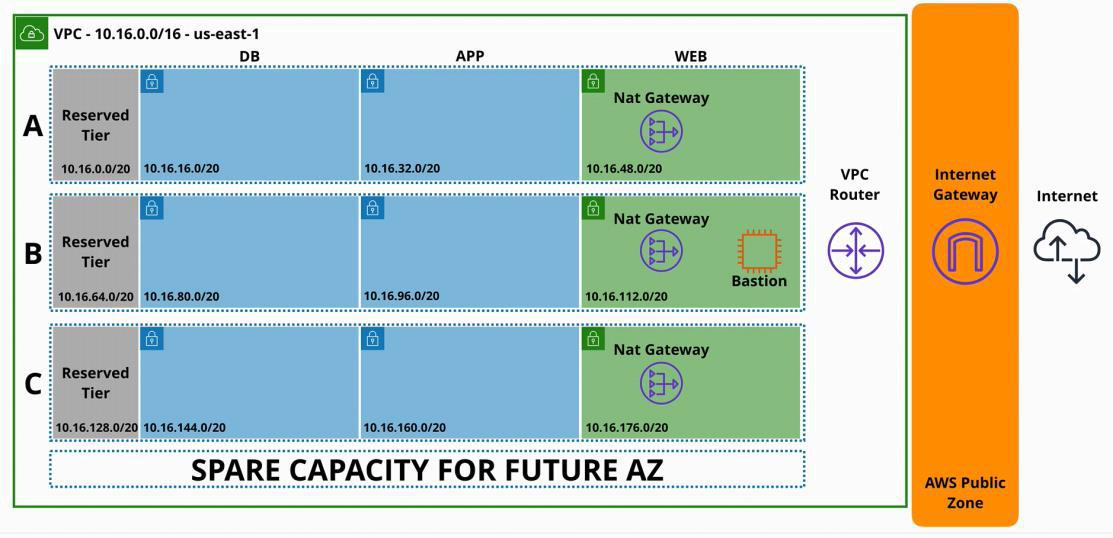 VPC - 10.16.0.0/16 - us-east-1
DB
APP
WEB
A
Reserved
Tier
10.16.0.0/20
10.16.16.0/20
10.16.32.0/20
Nat Gateway
10.16.48.0/20
B
Reserved
Tier
10.16.64.0/20
10.16.80.0/20
10.16.96.0/20
Nat Gateway
Bastion
10.16.112.0/20
C
Reserved
Tier
10.16.128.0/20
10.16.144.0/20
10.16.160.0/20
Nat Gateway
10.16.176.0/20
SPARE CAPACITY FOR FUTURE AZ
VPC
Router
Internet
Gateway
AWS Public
Zone
Internet